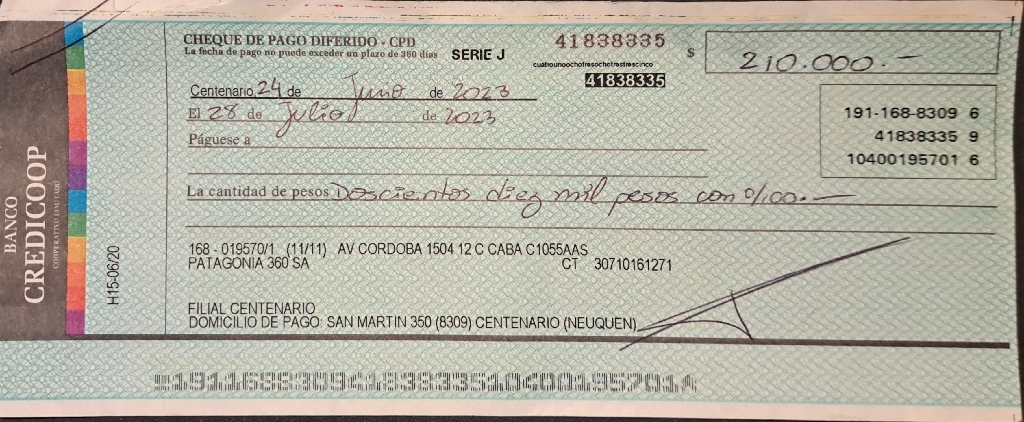 BANCO
CREDICOOP
COOPERATIVO LIMITADO
H15-06/20
CHEQUE DE PAGO DIFERIDO - CPD
La fecha de pago no puede exceder un plazo de 360 días
SERIE J
41838335
cuatrounoochotresochotrestrescinco
41838335
$ 210.000.-
Centenario, 24 de Junio de 2023
El 28 de Julio de 2023
191-168-8309 6
41838335 9
10400195701 6
Páguese a
La cantidad de pesos Doscientos diez mil pesos con 0/100.-
168 - 019570/1 (11/11) AV CORDOBA 1504 12 C CABA C1055AAS
PATAGONIA 360 SA CT 30710161271
FILIAL CENTENARIO
DOMICILIO DE PAGO: SAN MARTIN 350 (8309) CENTENARIO (NEUQUEN)
19116883094183833510400195701